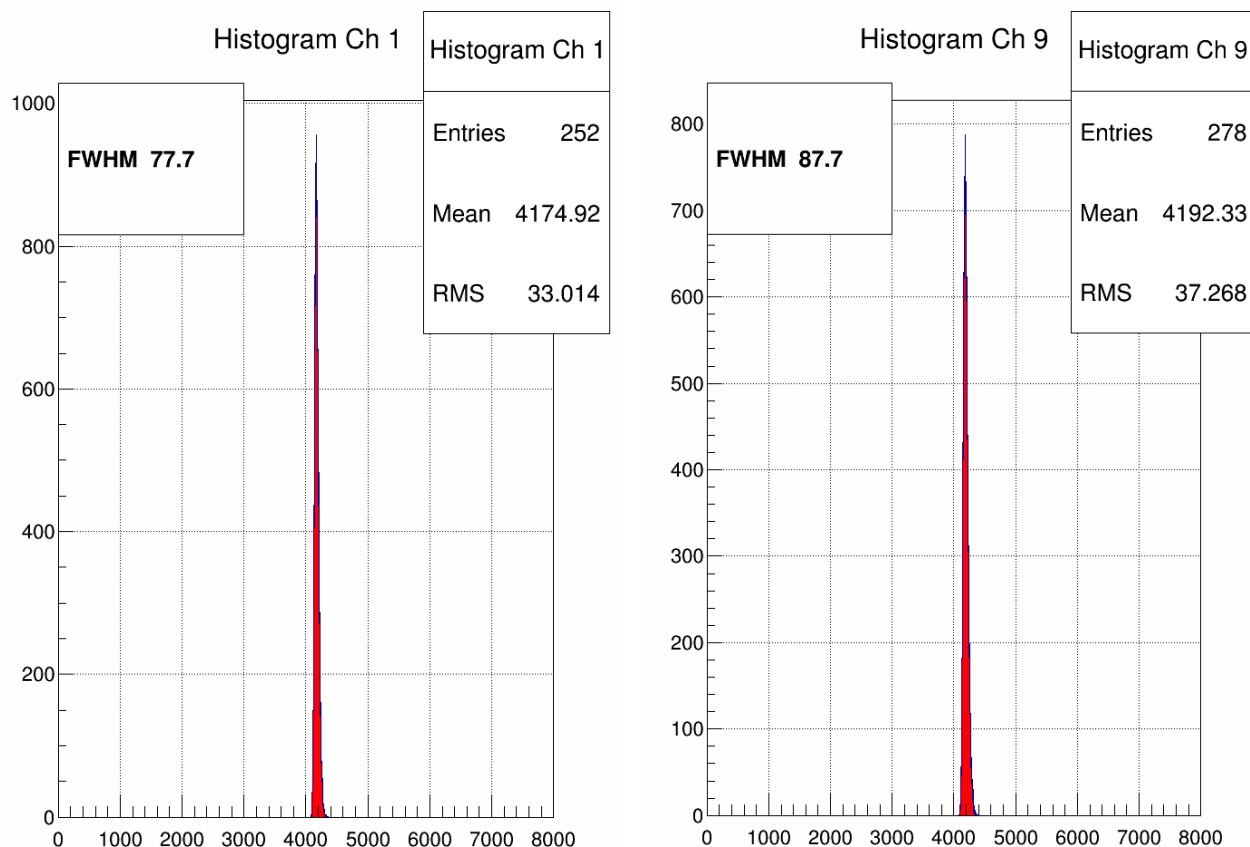 Histogram Ch 1
Histogram Ch 1
Entries 252
Mean 4174.92
RMS 33.014
FWHM 77.7
1000
800
600
400
200
0
0 1000 2000 3000 4000 5000 6000 7000 8000
Histogram Ch 9
Histogram Ch 9
Entries 278
Mean 4192.33
RMS 37.268
FWHM 87.7
800
700
600
500
400
300
200
100
0
0 1000 2000 3000 4000 5000 6000 7000 8000